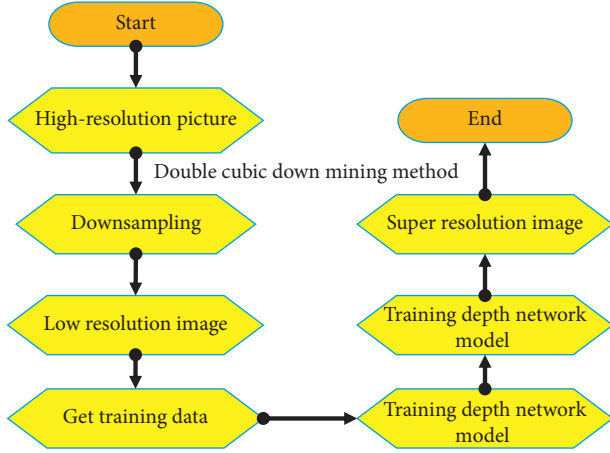 Start
High-resolution picture
Double cubic down mining method
Downsampling
Low resolution image
Get training data
Training depth network
model
Training depth network
model
Super resolution image
End